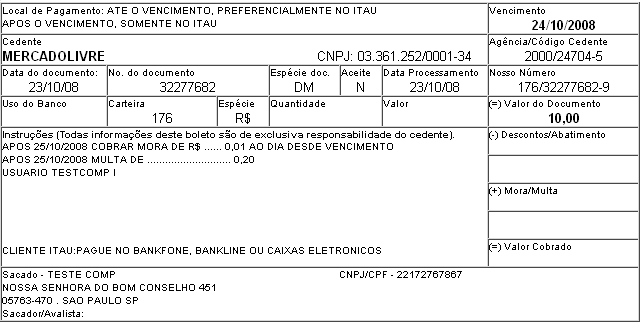 Local de Pagamento: ATE O VENCIMENTO, PREFERENCIALMENTE NO ITAU
APOS O VENCIMENTO, SOMENTE NO ITAU
Vencimento
24/10/2008
Cedente
MERCADOLIVRE CNPJ: 03.361.252/0001-34
Agência/Código Cedente
2000/24704-5
Data do documento: No. do documento Espécie doc. Aceite Data Processamento Nosso Número
23/10/08 32277682 DM N 23/10/08 176/32277682-9
Uso do Banco Carteira Espécie Quantidade Valor (=) Valor do Documento
176 R$ 10,00
Instruções (Todas informações deste boleto são de exclusiva responsabilidade do cedente).
APOS 25/10/2008 COBRAR MORA DE R$ ...... 0,01 AO DIA DESDE VENCIMENTO
APOS 25/10/2008 MULTA DE ............................ 0,20
USUARIO TESTCOMP I
(-) Descontos/Abatimento
(+) Mora/Multa
CLIENTE ITAU:PAGUE NO BANKFONE, BANKLINE OU CAIXAS ELETRONICOS
(=) Valor Cobrado
Sacado - TESTE COMP CNPJ/CPF - 22172767867
NOSSA SENHORA DO BOM CONSELHO 451
05763-470 . SAO PAULO SP
Sacador/Avalista: